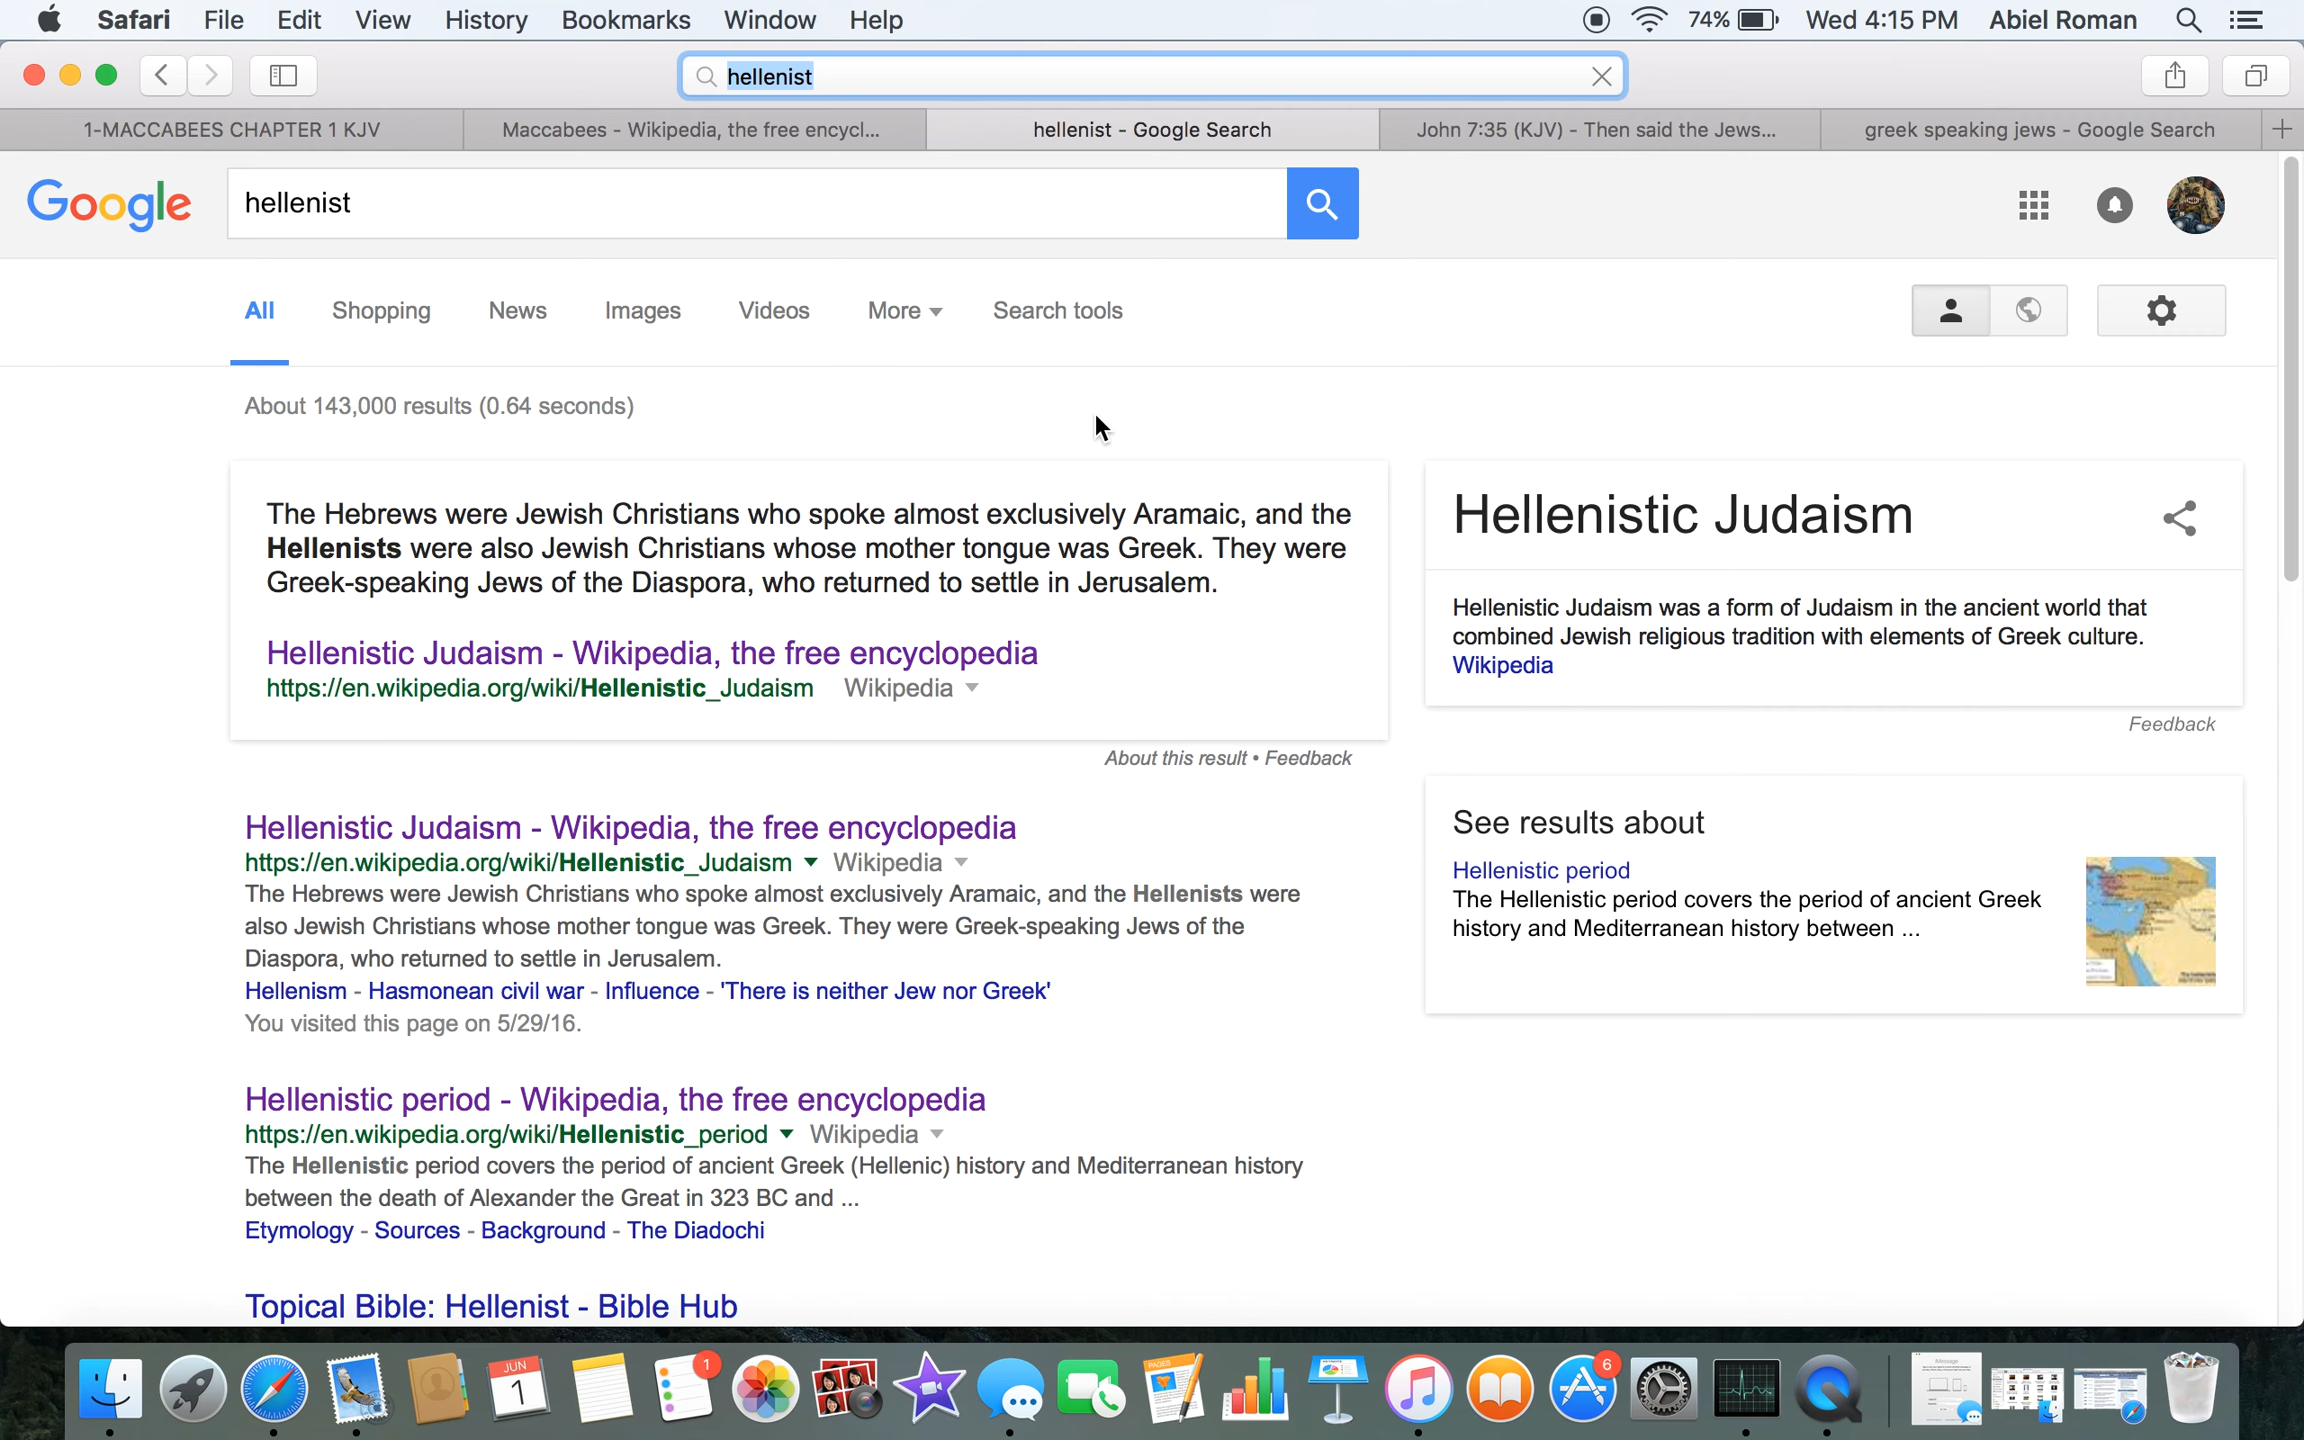 Safari File Edit View History Bookmarks Window Help 74% Wed 4:15 PM Abiel Roman
hellenist
1-MACCABEES CHAPTER 1 KJV Maccabees - Wikipedia, the free encycl... hellenist - Google Search John 7:35 (KJV) - Then said the Jews... greek speaking jews - Google Search
Google hellenist
All Shopping News Images Videos More Search tools
About 143,000 results (0.64 seconds)
The Hebrews were Jewish Christians who spoke almost exclusively Aramaic, and the
Hellenists were also Jewish Christians whose mother tongue was Greek. They were
Greek-speaking Jews of the Diaspora, who returned to settle in Jerusalem.
Hellenistic Judaism - Wikipedia, the free encyclopedia
https://en.wikipedia.org/wiki/Hellenistic_Judaism Wikipedia
About this result • Feedback
Hellenistic Judaism - Wikipedia, the free encyclopedia
https://en.wikipedia.org/wiki/Hellenistic_Judaism Wikipedia
The Hebrews were Jewish Christians who spoke almost exclusively Aramaic, and the Hellenists were
also Jewish Christians whose mother tongue was Greek. They were Greek-speaking Jews of the
Diaspora, who returned to settle in Jerusalem.
Hellenism - Hasmonean civil war - Influence - 'There is neither Jew nor Greek'
You visited this page on 5/29/16.
Hellenistic period - Wikipedia, the free encyclopedia
https://en.wikipedia.org/wiki/Hellenistic_period Wikipedia
The Hellenistic period covers the period of ancient Greek (Hellenic) history and Mediterranean history
between the death of Alexander the Great in 323 BC and ...
Etymology - Sources - Background - The Diadochi
Topical Bible: Hellenist - Bible Hub
Hellenistic Judaism
Hellenistic Judaism was a form of Judaism in the ancient world that
combined Jewish religious tradition with elements of Greek culture.
Wikipedia
Feedback
See results about
Hellenistic period
The Hellenistic period covers the period of ancient Greek
history and Mediterranean history between ...
JUN
1
1
PAGES
6
iMessage